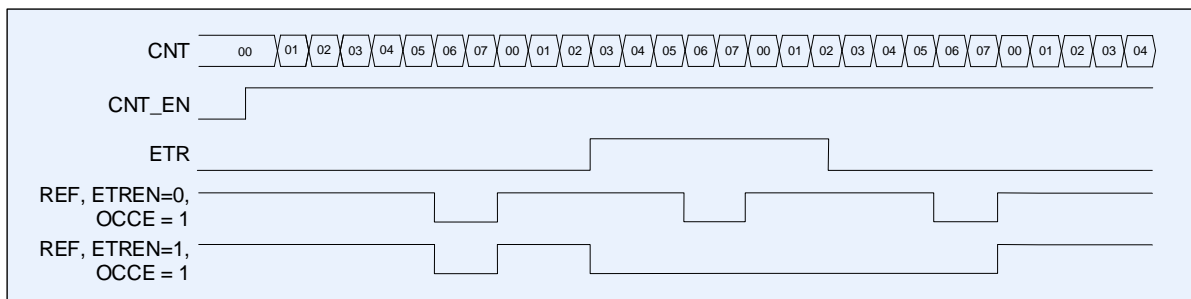 CNT 00 01 02 03 04 05 06 07 00 01 02 03 04 05 06 07 00 01 02 03 04 05 06 07 00 01 02 03 04
CNT_EN
ETR
REF, ETREN=0,
OCCE = 1
REF, ETREN=1,
OCCE = 1